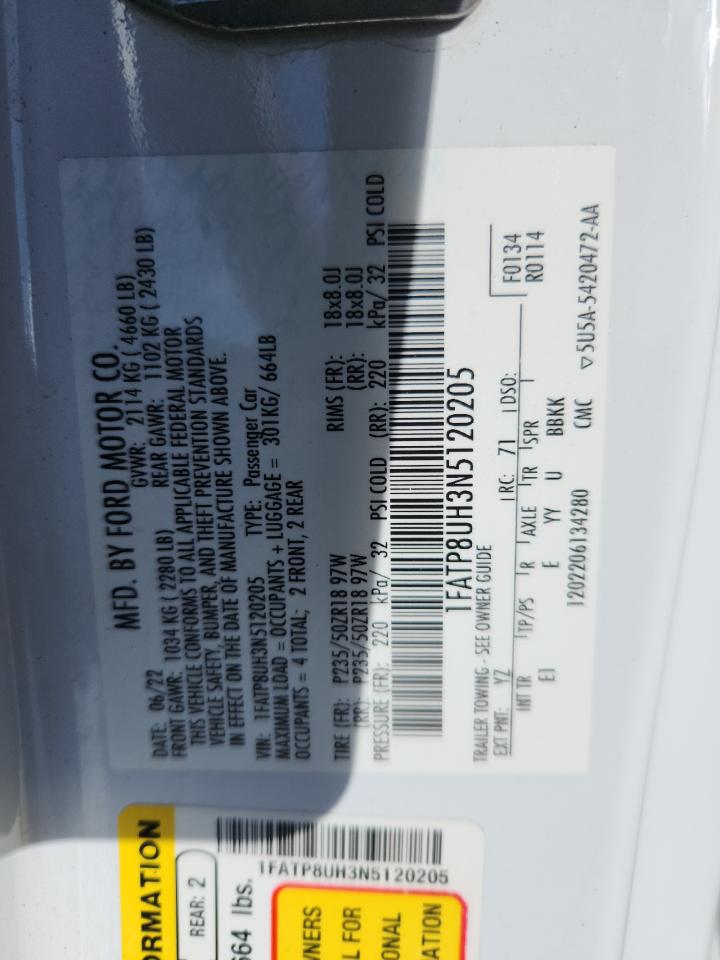 MFD. BY FORD MOTOR CO.
DATE: 06/22 GVWR: 2114 KG ( 4660 LB)
FRONT GAWR: 1034 KG ( 2280 LB) REAR GAWR: 1102 KG ( 2430 LB)
THIS VEHICLE CONFORMS TO ALL APPLICABLE FEDERAL MOTOR
VEHICLE SAFETY, BUMPER, AND THEFT PREVENTION STANDARDS
IN EFFECT ON THE DATE OF MANUFACTURE SHOWN ABOVE.
VIN: 1FATP8UH3N5120205 TYPE: Passenger Car
MAXIMUM LOAD = OCCUPANTS + LUGGAGE = 301KG/ 664LB
OCCUPANTS = 4 TOTAL; 2 FRONT, 2 REAR
TIRE (FR): P235/50ZR18 97W RIMS (FR): 18x8.0J
(RR): P235/50ZR18 97W (RR): 18x8.0J
PRESSURE (FR): 220 kPa/ 32 PSI COLD (RR): 220 kPa/ 32 PSI COLD
1FATP8UH3N5120205
TRAILER TOWING - SEE OWNER GUIDE
EXT PNT: YZ RC: 71 DSO: F0134
R0114
INT TR TP/PS R AXLE TR SPR
EI E YY U BBKK
1202206134280 CMC ▽5U5A-5420472-AA
ORMATION
REAR: 2
664 lbs.
1FATP8UH3N5120205
WNERS
L FOR
ONAL
ATION